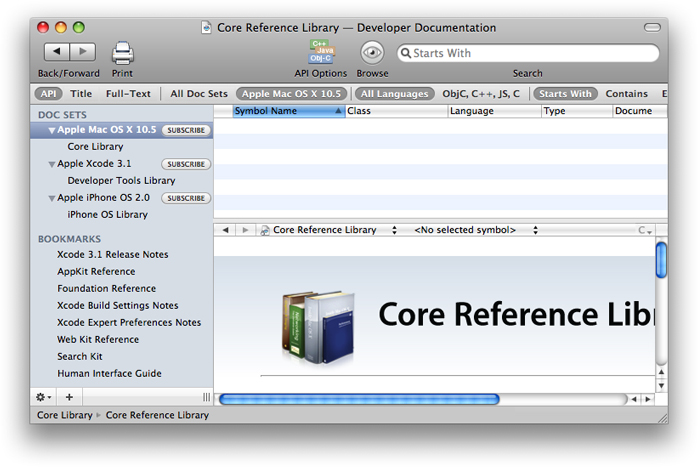 Core Reference Library — Developer Documentation
C++
Java
Obj-C
Starts With
Back/Forward Print API Options Browse Search
API Title Full-Text All Doc Sets Apple Mac OS X 10.5 All Languages ObjC, C++, JS, C Starts With Contains E
DOC SETS
Symbol Name Class Language Type Docume
Apple Mac OS X 10.5 SUBSCRIBE
Core Library
Apple Xcode 3.1 SUBSCRIBE
Developer Tools Library
Apple iPhone OS 2.0 SUBSCRIBE
iPhone OS Library
Core Reference Library <No selected symbol> C
BOOKMARKS
Xcode 3.1 Release Notes
AppKit Reference
Foundation Reference
Xcode Build Settings Notes
Xcode Expert Preferences Notes
Web Kit Reference
Search Kit
Human Interface Guide
Core Reference Libr
Core Library Core Reference Library